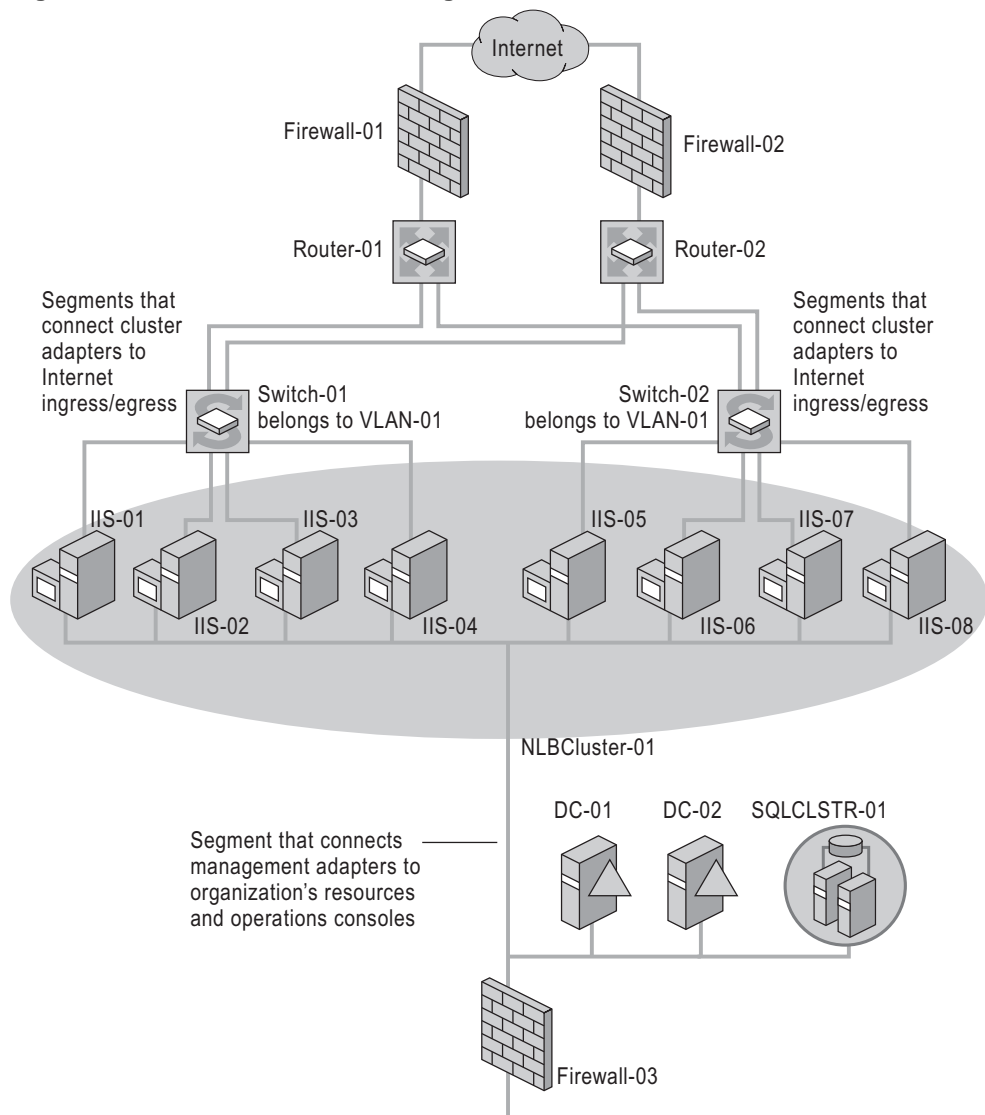 Internet
Firewall-01
Firewall-02
Router-01
Router-02
Segments that
connect cluster
adapters to
Internet
ingress/egress
Segments that
connect cluster
adapters to
Internet
ingress/egress
Switch-01
belongs to VLAN-01
Switch-02
belongs to VLAN-01
IIS-01
IIS-03
IIS-05
IIS-07
IIS-02
IIS-04
IIS-06
IIS-08
NLBCluster-01
DC-01
DC-02
SQLCLSTR-01
Segment that connects
management adapters to
organization's resources
and operations consoles
Firewall-03